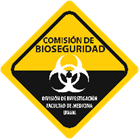 COMISIÓN DE
BIOSEGURIDAD
DIVISIÓN DE INVESTIGACIÓN
FACULTAD DE MEDICINA
UNAM